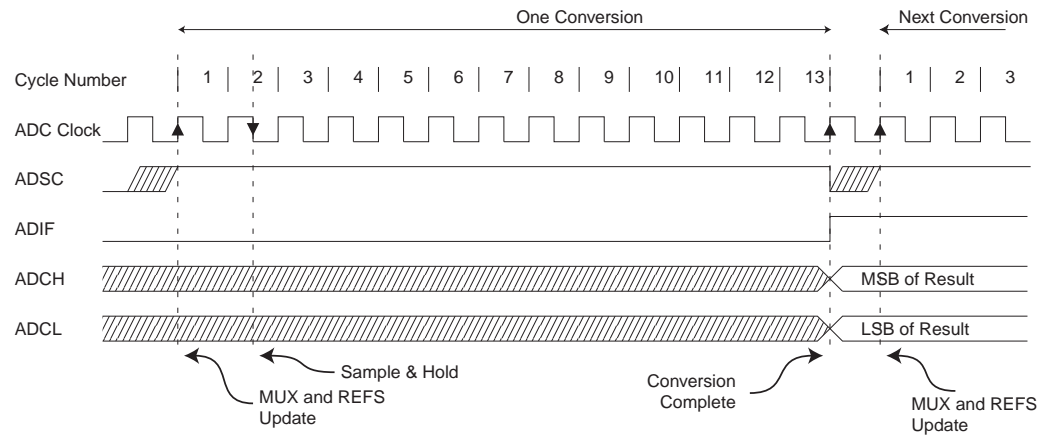 One Conversion Next Conversion
Cycle Number 1 2 3 4 5 6 7 8 9 10 11 12 13 1 2 3
ADC Clock
ADSC
ADIF
ADCH MSB of Result
ADCL LSB of Result
Sample & Hold
MUX and REFS
Update
Conversion
Complete
MUX and REFS
Update